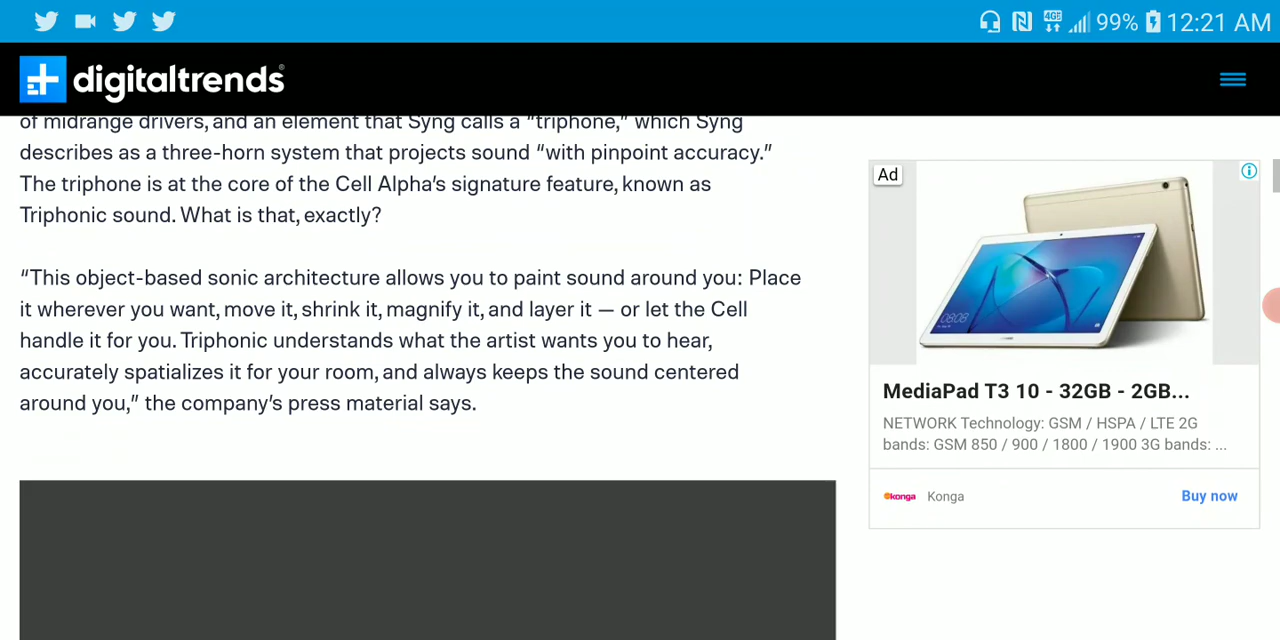 4GE
99%
12:21 AM
digitaltrends
of midrange drivers, and an element that Syng calls a “triphone,” which Syng
describes as a three-horn system that projects sound “with pinpoint accuracy.”
The triphone is at the core of the Cell Alpha’s signature feature, known as
Triphonic sound. What is that, exactly?
“This object-based sonic architecture allows you to paint sound around you: Place
it wherever you want, move it, shrink it, magnify it, and layer it — or let the Cell
handle it for you. Triphonic understands what the artist wants you to hear,
accurately spatializes it for your room, and always keeps the sound centered
around you,” the company’s press material says.
Ad
08:08
MediaPad T3 10 - 32GB - 2GB...
NETWORK Technology: GSM / HSPA / LTE 2G
bands: GSM 850 / 900 / 1800 / 1900 3G bands: ...
konga
Konga
Buy now